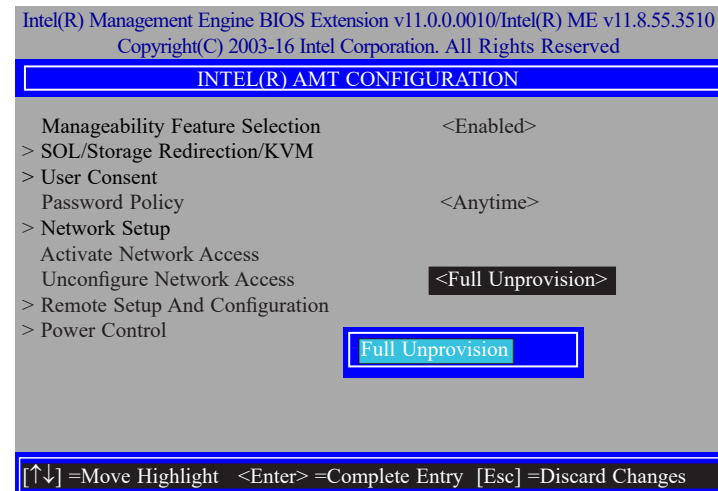 Intel(R) Management Engine BIOS Extension v11.0.0.0010/Intel(R) ME v11.8.55.3510
Copyright(C) 2003-16 Intel Corporation. All Rights Reserved
INTEL(R) AMT CONFIGURATION
Manageability Feature Selection <Enabled>
> SOL/Storage Redirection/KVM
> User Consent
Password Policy <Anytime>
> Network Setup
Activate Network Access
Unconfigure Network Access <Full Unprovision>
> Remote Setup And Configuration
> Power Control
Full Unprovision
[↑↓] =Move Highlight <Enter> =Complete Entry [Esc] =Discard Changes